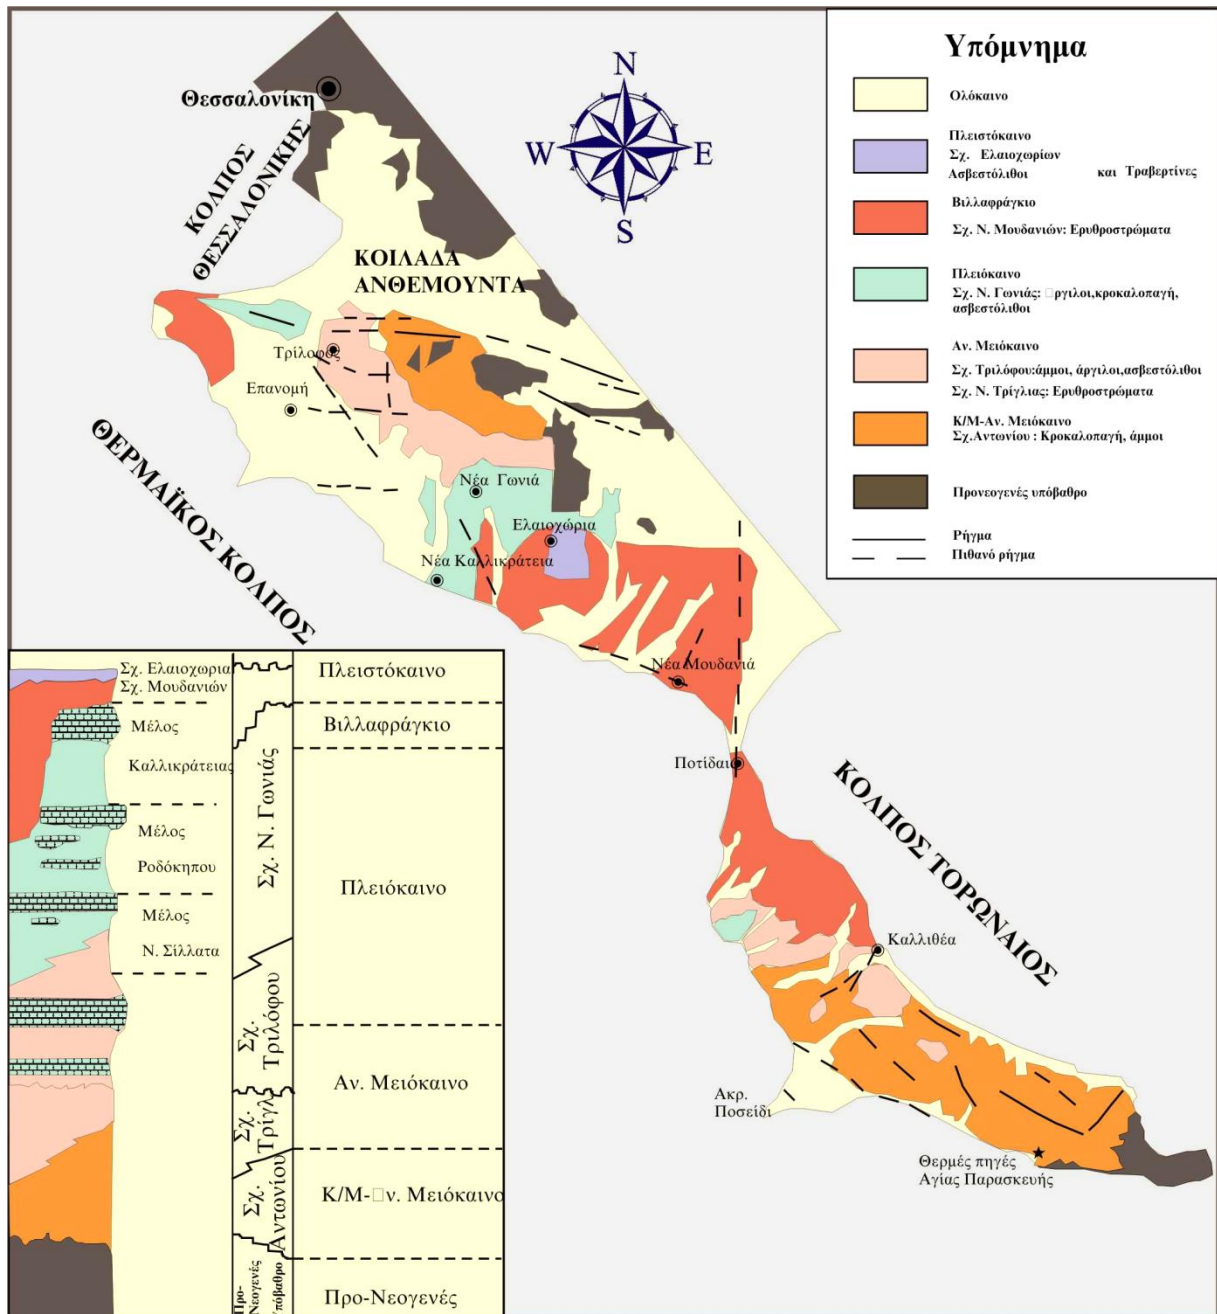 Υπόμνημα
Ολόκαινο
Πλειστόκαινο
Σχ. Ελαιοχωρίων
Ασβεστόλιθοι και Τραβερτίνες
Βιλλαφράγκιο
Σχ. Ν. Μουδανιών: Ερυθροστρώματα
Πλειόκαινο
Σχ. Ν. Γωνιάς: □ργιλοι,κροκαλοπαγή,
ασβεστόλιθοι
Αν. Μειόκαινο
Σχ. Τριλόφου:άμμοι, άργιλοι,ασβεστόλιθοι
Σχ. Ν. Τρίγλιας: Ερυθροστρώματα
Κ/Μ-Αν. Μειόκαινο
Σχ.Αντωνίου : Κροκαλοπαγή, άμμοι
Προνεογενές υπόβαθρο
Ρήγμα
Πιθανό ρήγμα
N
W
E
S
Θεσσαλονίκη
ΚΟΛΠΟΣ
ΘΕΣΣΑΛΟΝΙΚΗΣ
ΚΟΙΛΑΔΑ
ΑΝΘΕΜΟΥΝΤΑ
Τρίλοφος
Επανομή
ΘΕΡΜΑΪΚΟΣ ΚΟΛΠΟΣ
Νέα Γωνιά
Ελαιοχώρια
Νέα Καλλικράτεια
Νέα Μουδανιά
Ποτίδαι
ΚΟΛΠΟΣ ΤΟΡΩΝΑΙΟΣ
Καλλιθέα
Ακρ.
Ποσείδι
Θερμές πηγές
Αγίας Παρασκευής
Σχ. Ελαιοχωρια
Σχ. Μουδανιών
Μέλος
Καλλικράτειας
Μέλος
Ροδόκηπου
Μέλος
Ν. Σίλλατα
Σχ. Ν. Γωνιάς
Σχ.
Τριλόφου
Σχ.
Τρίγλ
Σχ.
Αντωνίου
Προ-
Νεογενές
Υπόβαθρο
Πλειστόκαινο
Βιλλαφράγκιο
Πλειόκαινο
Αν. Μειόκαινο
Κ/Μ-□ν. Μειόκαινο
Προ-Νεογενές